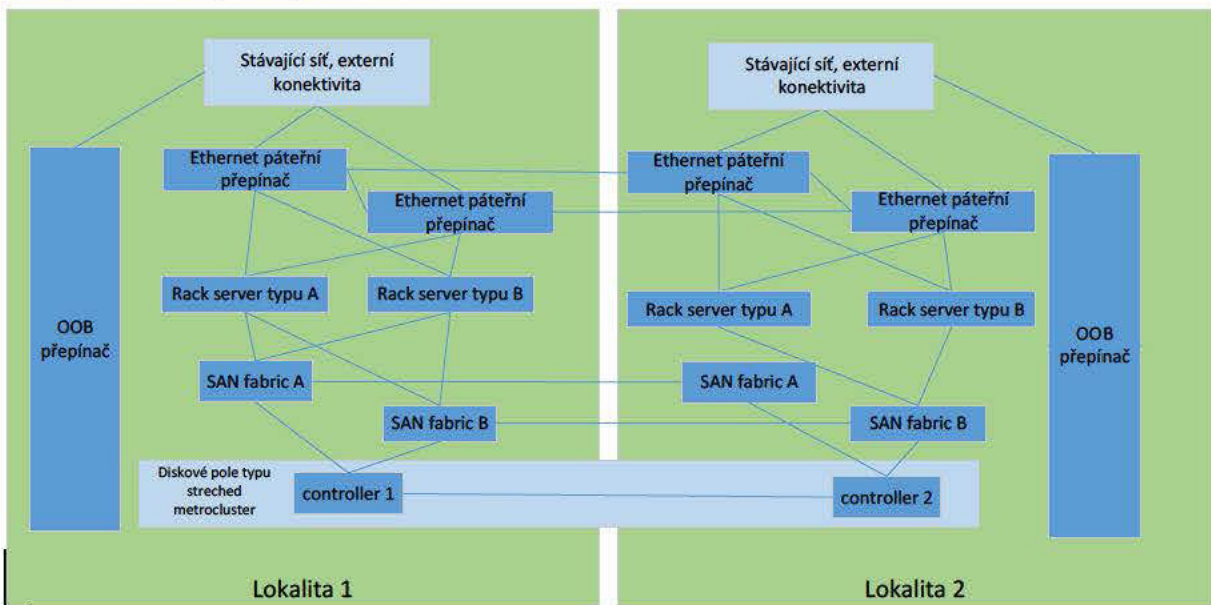 Stávající síť, externí
konektivita
Ethernet páteřní
přepínač
Ethernet páteřní
přepínač
Rack server typu A
Rack server typu B
OOB
přepínač
SAN fabric A
SAN fabric B
Diskové pole typu
streched
metrocluster
controller 1
Lokalita 1
Stávající síť, externí
konektivita
Ethernet páteřní
přepínač
Ethernet páteřní
přepínač
Rack server typu A
Rack server typu B
OOB
přepínač
SAN fabric A
SAN fabric B
controller 2
Lokalita 2